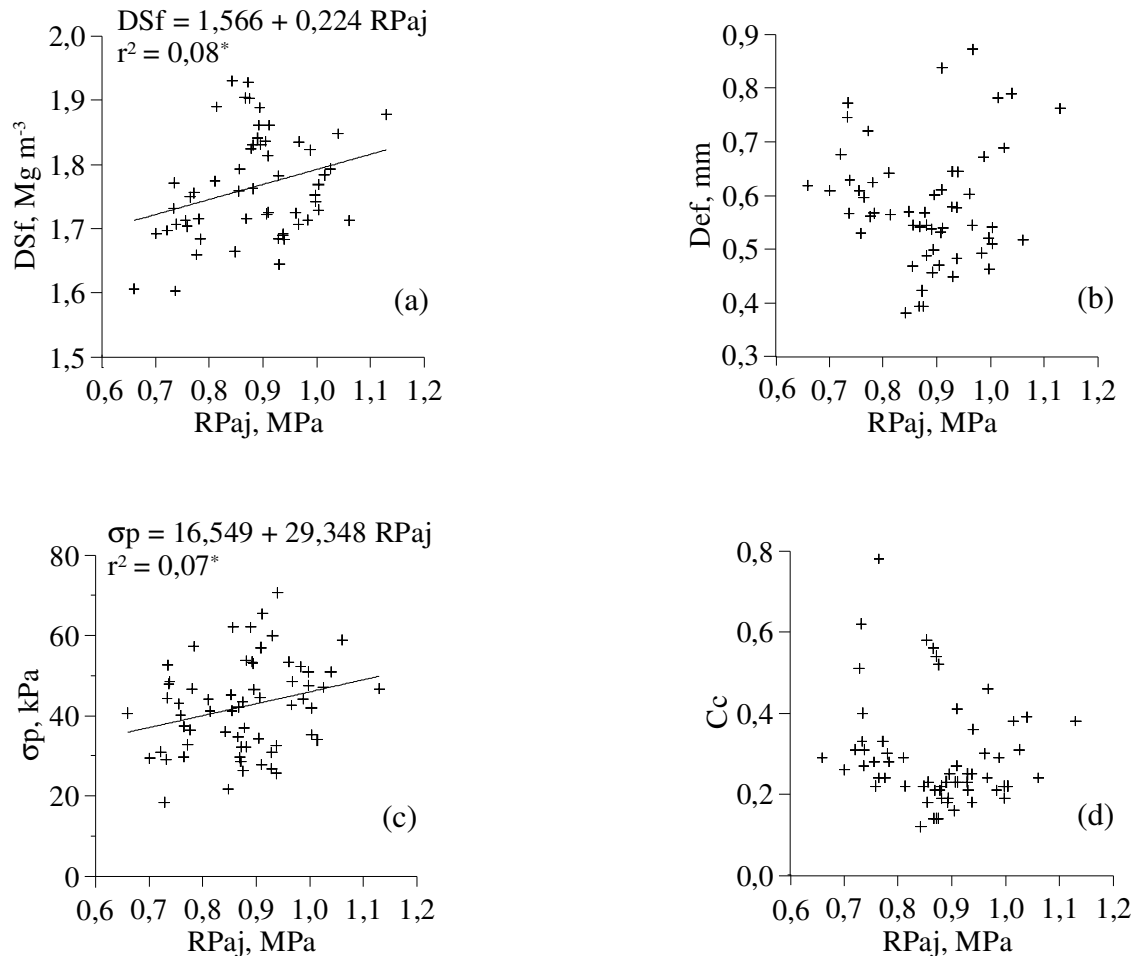 DSf = 1,566 + 0,224 RPaj
r² = 0,08*
2,0
1,9
1,8
1,7
1,6
1,5
DSf, Mg m⁻³
(a)
0,6 0,7 0,8 0,9 1,0 1,1 1,2
RPaj, MPa
0,9
0,8
0,7
0,6
0,5
0,4
0.3
Def, mm
(b)
0,6 0,7 0,8 0,9 1,0 1,1 1,2
RPaj, MPa
σp = 16,549 + 29,348 RPaj
r² = 0,07*
80
60
40
20
0
σp, kPa
(c)
0,6 0,7 0,8 0,9 1,0 1,1 1,2
RPaj, MPa
0,8
0,6
0,4
0,2
0,0
Cc
(d)
0,6 0,7 0,8 0,9 1,0 1,1 1,2
RPaj, MPa